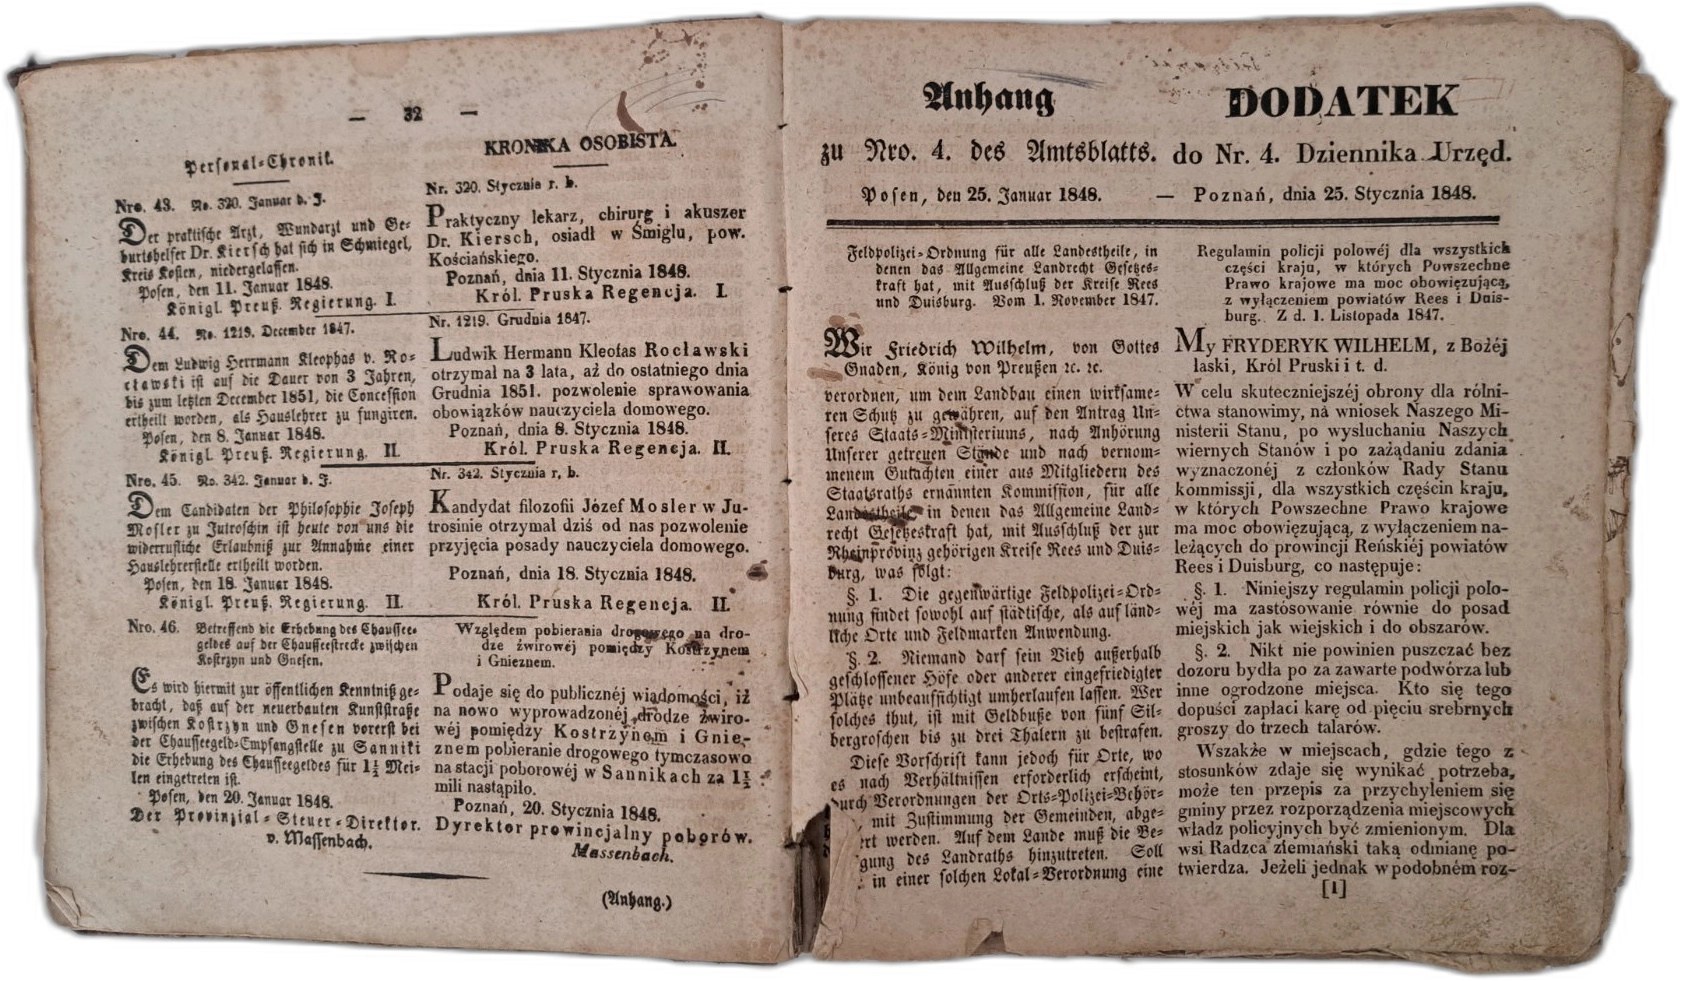 — 32 —
Personal-Chronik.
Nro. 43. No. 320. Januar d. J.
Der praktische Arzt, Wundarzt und Ge-
burtshelfer Dr. Kiersch hat sich in Schmiegel,
Kreis Kosten, niedergelassen.
Posen, den 11. Januar 1848.
Königl. Preuß. Regierung. I.
Nro. 44. No. 1219. December 1847.
Dem Ludwig Herrmann Kleophas v. Ro-
cławski ist auf die Dauer von 3 Jahren,
bis zum letzten December 1851, die Concession
ertheilt worden, als Hauslehrer zu fungiren.
Posen, den 8. Januar 1848.
Königl. Preuß. Regierung. II.
Nro. 45. No. 342. Januar d. J.
Dem Candidaten der Philosophie Joseph
Mosler zu Jutroschin ist heute von uns die
widerrufliche Erlaubniß zur Annahme einer
Hauslehrerstelle ertheilt worden.
Posen, den 18. Januar 1848.
Königl. Preuß. Regierung. II.
Nro. 46. Betreffend die Erhebung des Chaussee-
geldes auf der Chausseestrecke zwischen
Kostrzyn und Gnesen.
Es wird hiermit zur öffentlichen Kenntniß ge-
bracht, daß auf der neuerbauten Kunststraße
zwischen Kostrzyn und Gnesen vorerst bei
der Chausseegeld-Empfangstelle zu Sanniki
die Erhebung des Chausseegeldes für 1½ Mei-
len eingetreten ist.
Posen, den 20. Januar 1848.
Der Provinzial-Steuer-Direktor.
v. Massenbach.
KRONIKA OSOBISTA.
Nr. 320. Stycznia r. b.
Praktyczny lekarz, chirurg i akuszer
Dr. Kiersch, osiadł w Śmiglu, pow.
Kościańskiego.
Poznań, dnia 11. Stycznia 1848.
Król. Pruska Regencja. I.
Nr. 1219. Grudnia 1847.
Ludwik Hermann Kleofas Rocławski
otrzymał na 3 lata, aż do ostatniego dnia
Grudnia 1851. pozwolenie sprawowania
obowiązków nauczyciela domowego.
Poznań, dnia 8. Stycznia 1848.
Król. Pruska Regencja. II.
Nr. 342. Stycznia r. b.
Kandydat filozofii Józef Mosler w Ju-
trosinie otrzymał dziś od nas pozwolenie
przyjęcia posady nauczyciela domowego.
Poznań, dnia 18. Stycznia 1848.
Król. Pruska Regencja. II.
Względem pobierania drogowego na dro-
dze żwirowej pomiędzy Kostrzynem
i Gnieznem.
Podaje się do publicznéj wiadomości, iż
na nowo wyprowadzonéj drodze żwiro-
wéj pomiędzy Kostrzynem i Gnie-
znem pobieranie drogowego tymczasowo
na stacji poborowéj w Sannikach za 1½
mili nastąpiło.
Poznań, 20. Stycznia 1848.
Dyrektor prowincjalny poborów.
Massenbach.
(Anhang.)
Anhang
zu Nro. 4. des Amtsblatts.
Posen, den 25. Januar 1848.
DODATEK
do Nr. 4. Dziennika Urzęd.
— Poznań, dnia 25. Stycznia 1848.
Feldpolizei-Ordnung für alle Landestheile, in
denen das Allgemeine Landrecht Gesetzes-
kraft hat, mit Ausschluß der Kreise Rees
und Duisburg. Vom 1. November 1847.
Wir Friedrich Wilhelm, von Gottes
Gnaden, König von Preußen ꝛc. ꝛc.
verordnen, um dem Landbau einen wirksame-
ren Schutz zu gewähren, auf den Antrag Un-
seres Staats-Ministeriums, nach Anhörung
Unserer getreuen Stände und nach vernom-
menem Gutachten einer aus Mitgliedern des
Staatsraths ernannten Kommission, für alle
Landestheile, in denen das Allgemeine Land-
recht Gesetzeskraft hat, mit Ausschluß der zur
Rheinprovinz gehörigen Kreise Rees und Duis-
burg, was folgt:
§. 1. Die gegenwärtige Feldpolizei-Ord-
nung findet sowohl auf städtische, als auf länd-
liche Orte und Feldmarken Anwendung.
§. 2. Niemand darf sein Vieh außerhalb
geschlossener Höfe oder anderer eingefriedigter
Plätze unbeaufsichtigt umherlaufen lassen. Wer
solches thut, ist mit Geldbuße von fünf Sil-
bergroschen bis zu drei Thalern zu bestrafen.
Diese Vorschrift kann jedoch für Orte, wo
es nach Verhältnissen erforderlich erscheint,
durch Verordnungen der Orts-Polizei-Behör-
mit Zustimmung der Gemeinden, abge-
ert werden. Auf dem Lande muß die Be-
gung des Landraths hinzutreten. Soll
in einer solchen Lokal-Verordnung eine
Regulamin policji polowéj dla wszystkich
części kraju, w których Powszechne
Prawo krajowe ma moc obowięzującą,
z wyłączeniem powiatów Rees i Duis-
burg. Z d. 1. Listopada 1847.
My FRYDERYK WILHELM, z Bożéj
łaski, Król Pruski i t. d.
W celu skuteczniejszéj obrony dla rólni-
ctwa stanowimy, na wniosek Naszego Mi-
nisterii Stanu, po wysłuchaniu Naszych
wiernych Stanów i po zażądaniu zdania
wyznaczonéj z członków Rady Stanu
kommissji, dla wszystkich częścin kraju,
w których Powszechne Prawo krajowe
ma moc obowięzującą, z wyłączeniem na-
leżących do prowincji Reńskiéj powiatów
Rees i Duisburg, co następuje:
§. 1. Niniejszy regulamin policji polo-
wéj ma zastósowanie równie do posad
miejskich jak wiejskich i do obszarów.
§. 2. Nikt nie powinien puszczać bez
dozoru bydła po za zawarte podwórza lub
inne ogrodzone miejsca. Kto się tego
dopuści zapłaci karę od pięciu srebrnych
groszy do trzech talarów.
Wszakże w miejscach, gdzie tego z
stosunków zdaje się wynikać potrzeba,
może ten przepis za przychyleniem się
gminy przez rozporządzenia miejscowych
władz policyjnych być zmienionym. Dla
wsi Radzca ziemiański taką odmianę po-
twierdza. Jeżeli jednak w podobném roz-
[1]